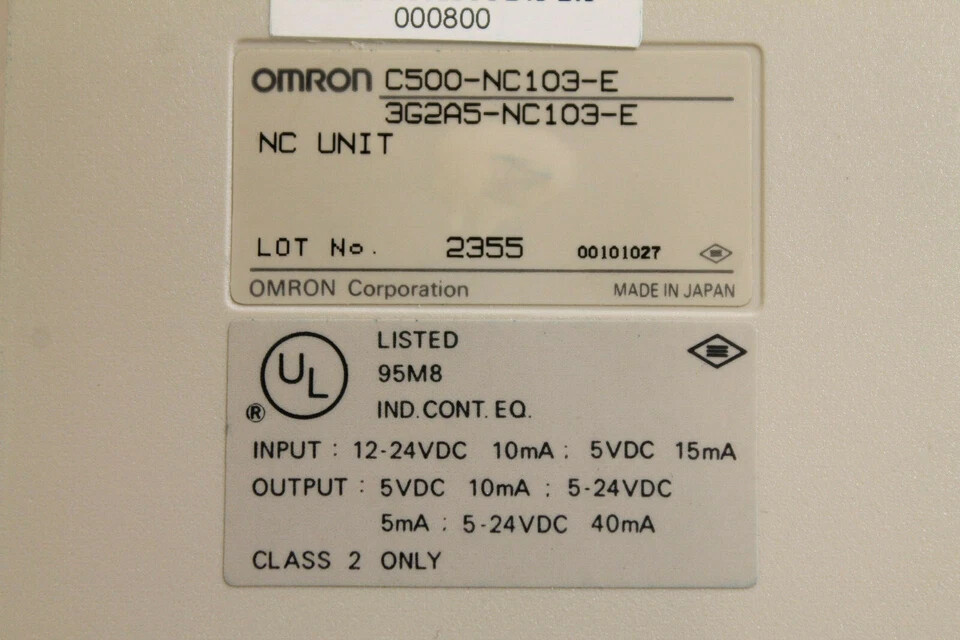 000800
OMRON C500-NC103-E
3G2A5-NC103-E
NC UNIT
LOT No. 2355 00101027
OMRON Corporation MADE IN JAPAN
UL LISTED
95M8
® IND.CONT.EQ.
INPUT : 12-24VDC 10mA ; 5VDC 15mA
OUTPUT : 5VDC 10mA ; 5-24VDC
5mA ; 5-24VDC 40mA
CLASS 2 ONLY